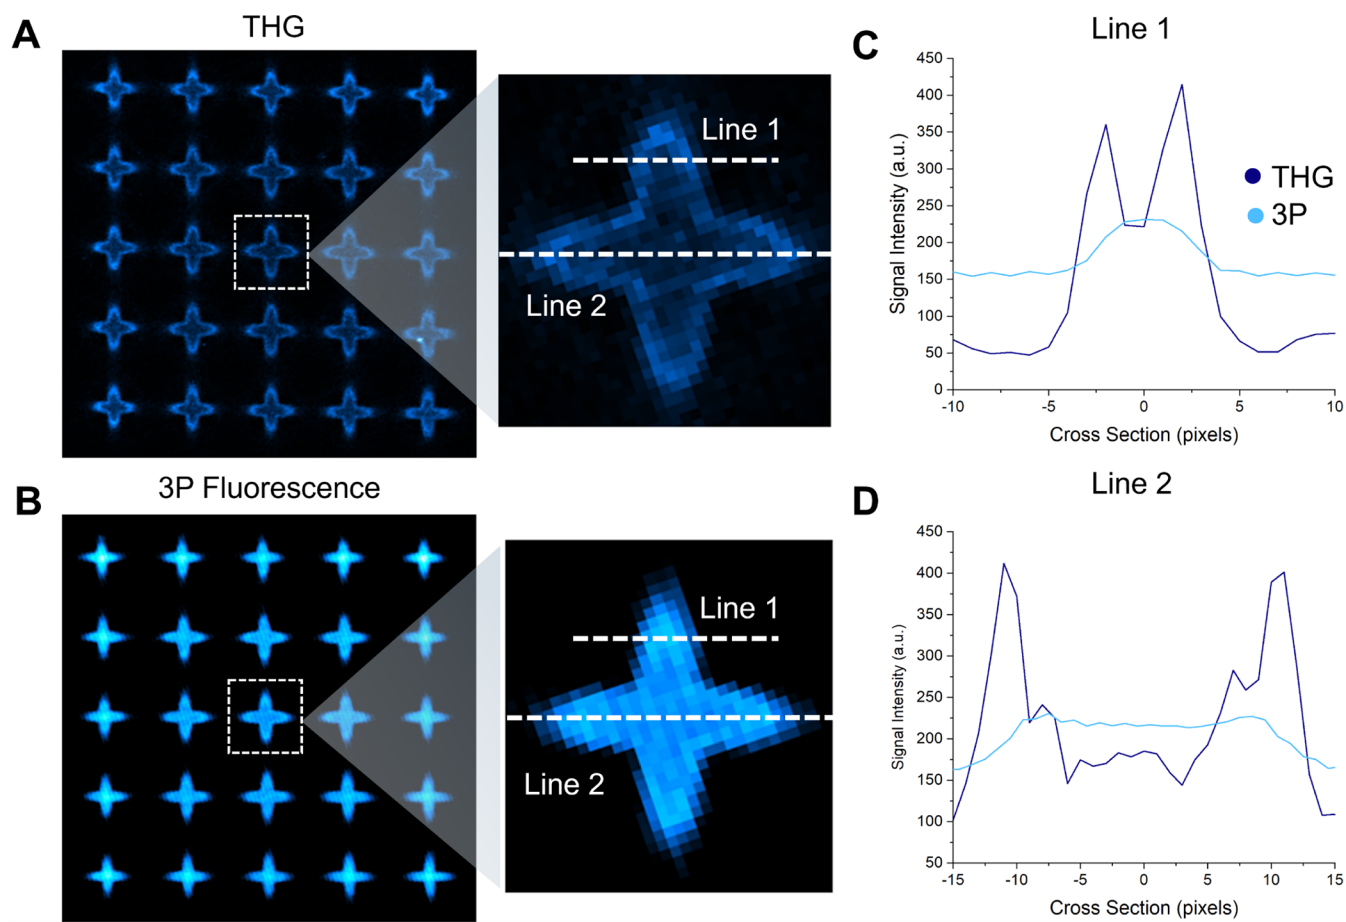 A
THG
Line 1
Line 2
B
3P Fluorescence
Line 1
Line 2
C
Line 1
450
400
350
300
250
200
150
100
50
0
Signal Intensity (a.u.)
THG
3P
-10
-5
0
5
10
Cross Section (pixels)
D
Line 2
450
400
350
300
250
200
150
100
50
Signal Intensity (a.u.)
-15
-10
-5
0
5
10
15
Cross Section (pixels)